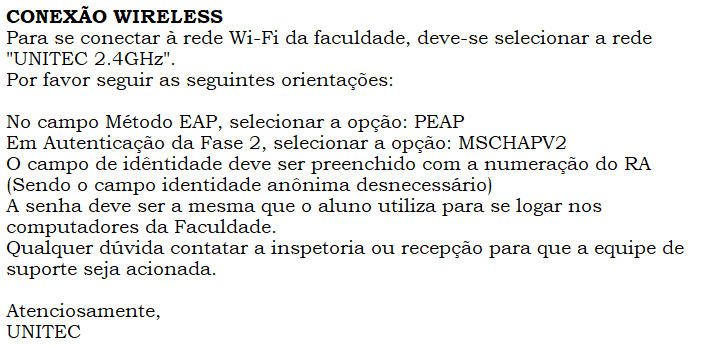 CONEXÃO WIRELESS
Para se conectar à rede Wi-Fi da faculdade, deve-se selecionar a rede
"UNITEC 2.4GHz".
Por favor seguir as seguintes orientações:
No campo Método EAP, selecionar a opção: PEAP
Em Autenticação da Fase 2, selecionar a opção: MSCHAPV2
O campo de idêntidade deve ser preenchido com a numeração do RA
(Sendo o campo identidade anônima desnecessário)
A senha deve ser a mesma que o aluno utiliza para se logar nos
computadores da Faculdade.
Qualquer dúvida contatar a inspetoria ou recepção para que a equipe de
suporte seja acionada.
Atenciosamente,
UNITEC